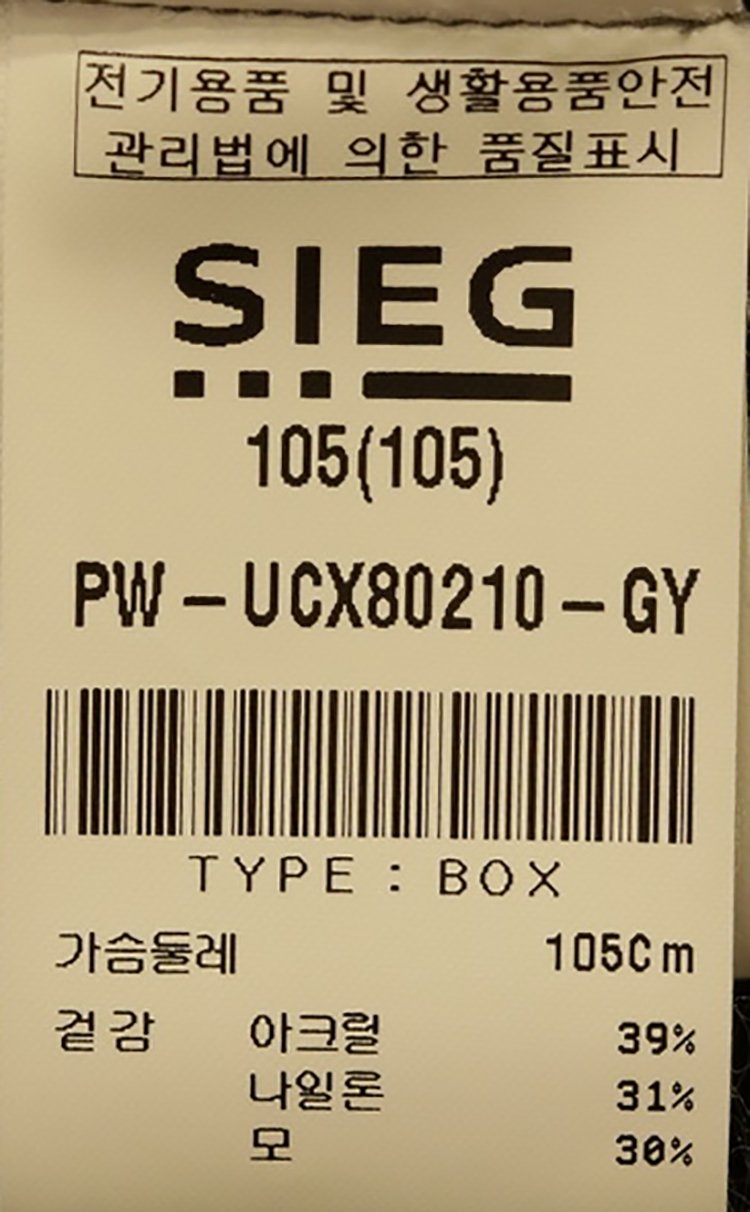 전기용품 및 생활용품안전
관리법에 의한 품질표시
SIEG
105(105)
PW-UCX80210-GY
TYPE : BOX
가슴둘레 105Cm
겉감 아크릴 39%
나일론 31%
모 30%